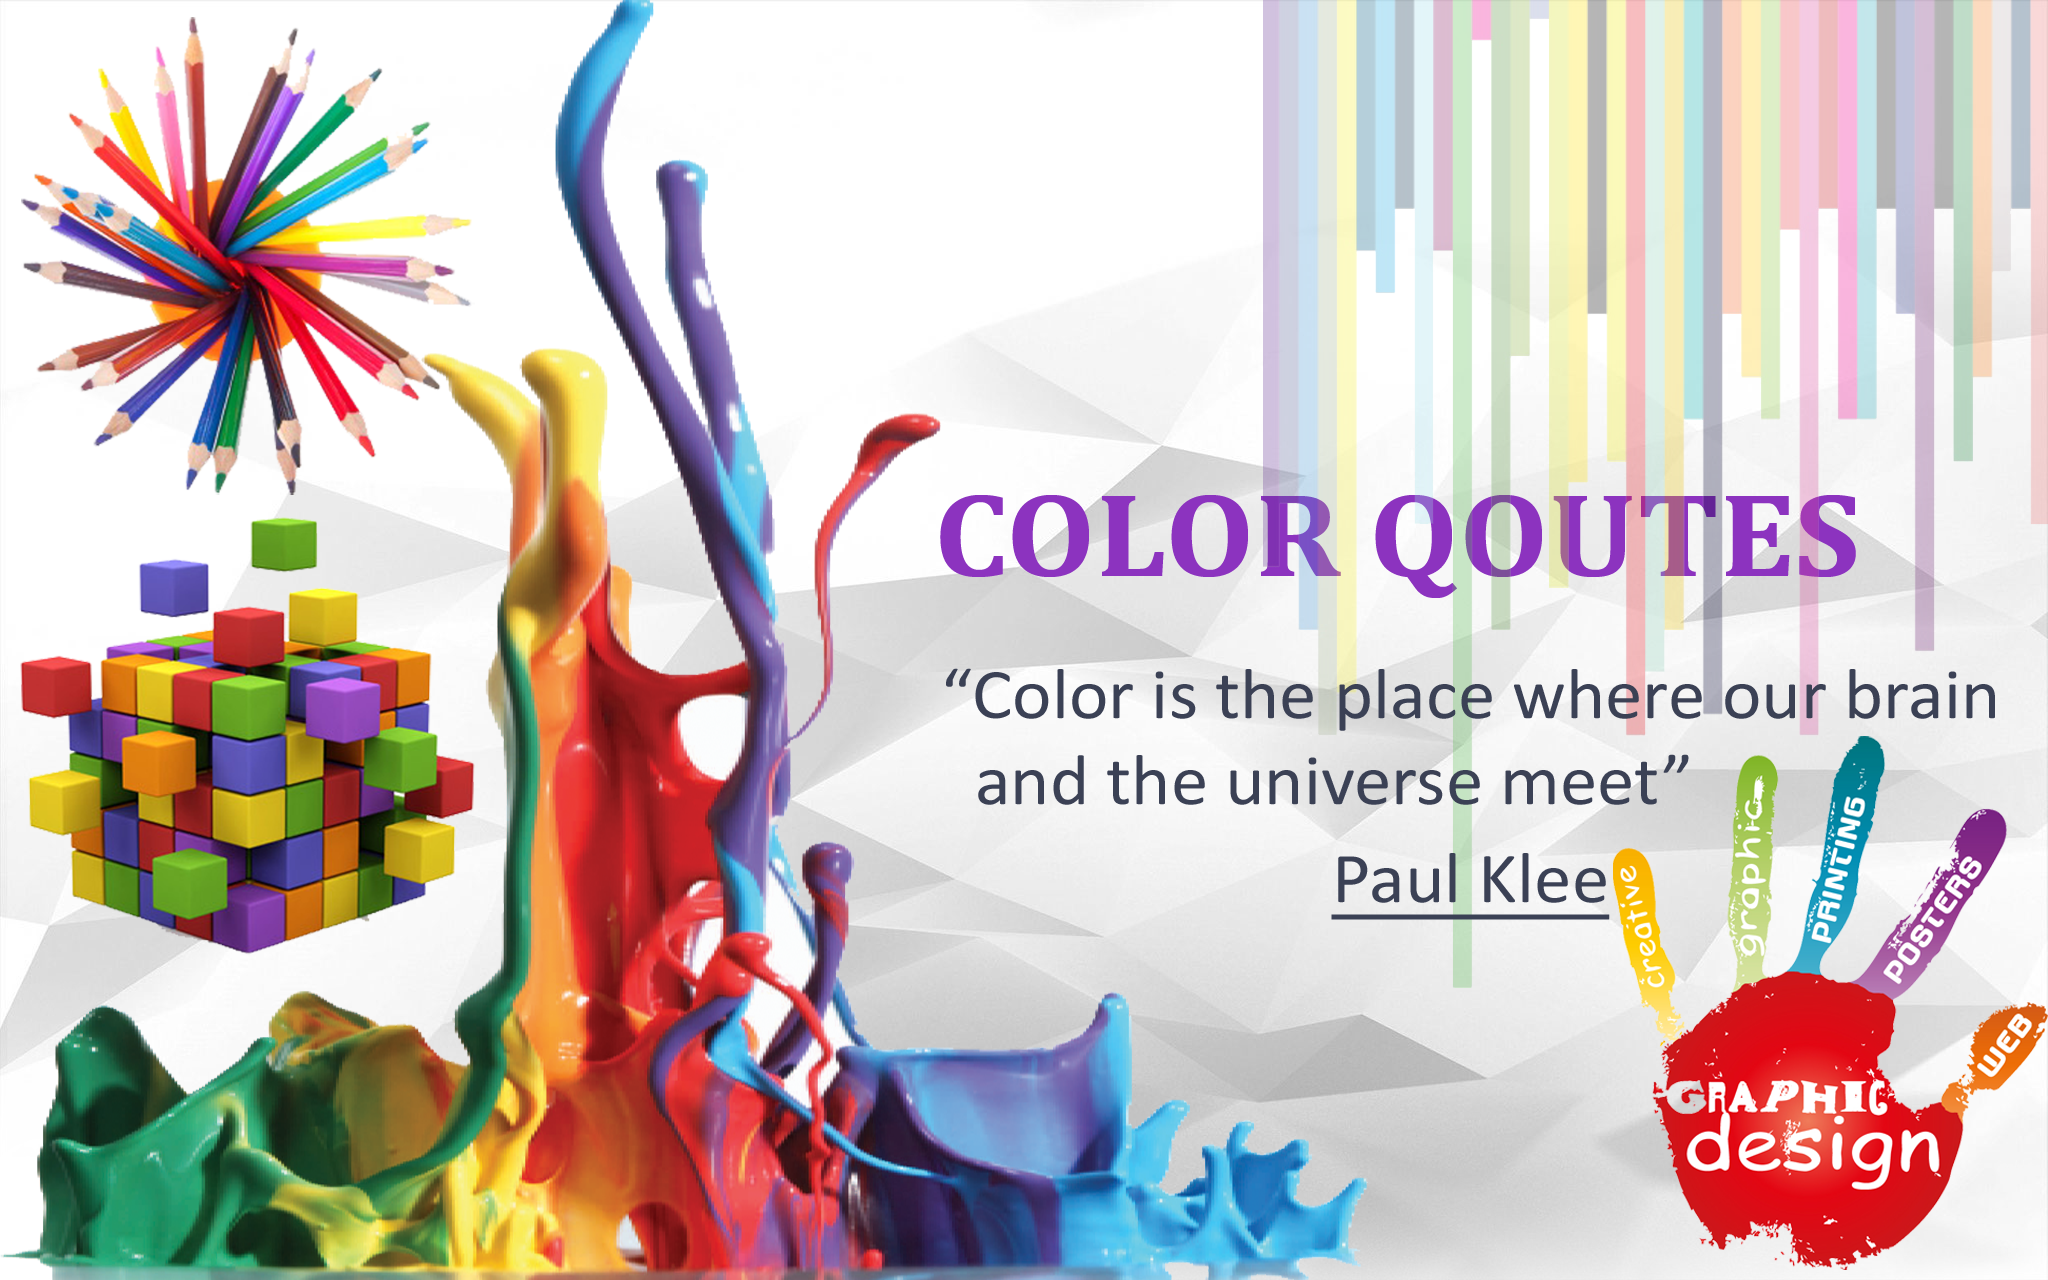 COLOR QOUTES
“Color is the place where our brain
and the universe meet”
Paul Klee
creative
graphic
PRINTING
POSTERS
WEB
GRAPHIC
design